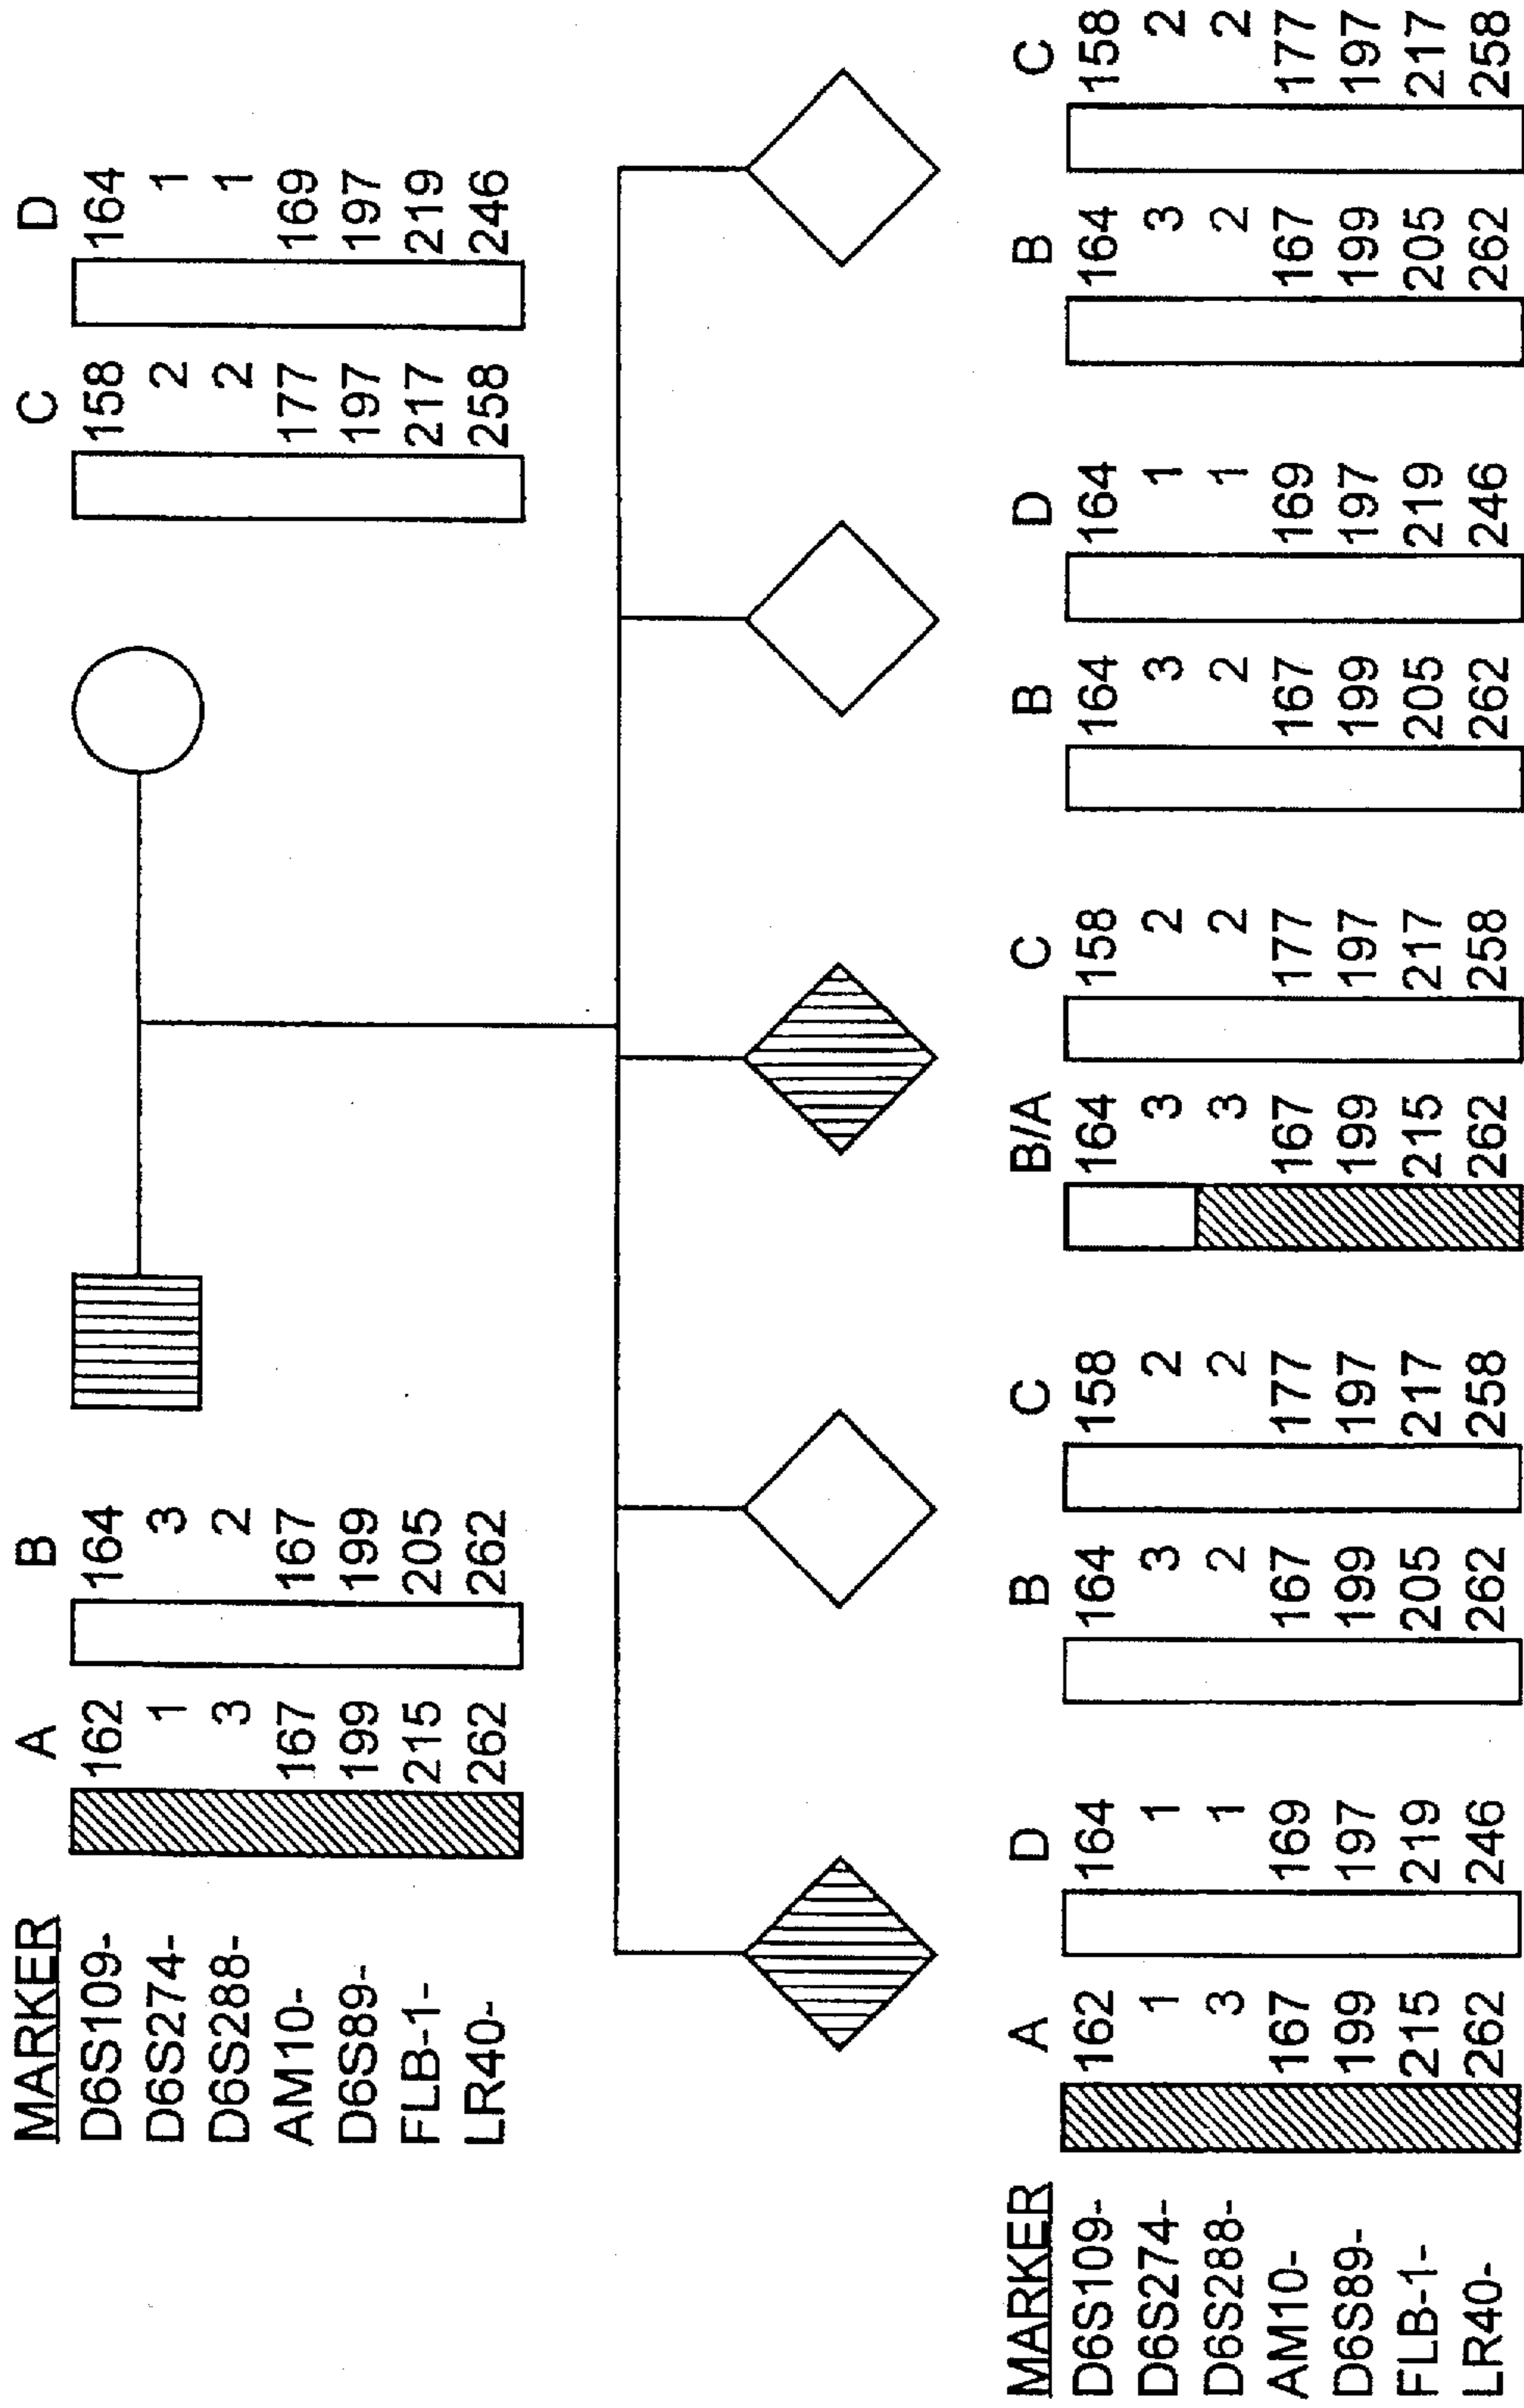 A B C D
MARKER
D6S109- 162 164 158 164
D6S274- 1 3 2 1
D6S288- 3 2 2 1
AM10- 167 167 177 169
D6S89- 199 199 197 197
FLB-1- 215 205 217 219
LR40- 262 262 258 246
A D B C B/A C B D B C
MARKER
D6S109- 162 164 164 158 164 158 164 164 164 158
D6S274- 1 1 3 2 3 2 3 1 3 2
D6S288- 3 1 2 2 3 2 2 1 2 2
AM10- 167 169 167 177 167 177 167 169 167 177
D6S89- 199 197 199 197 199 197 199 197 199 197
FLB-1- 215 219 205 217 215 217 205 219 205 217
LR40- 262 246 262 258 262 258 262 246 262 258